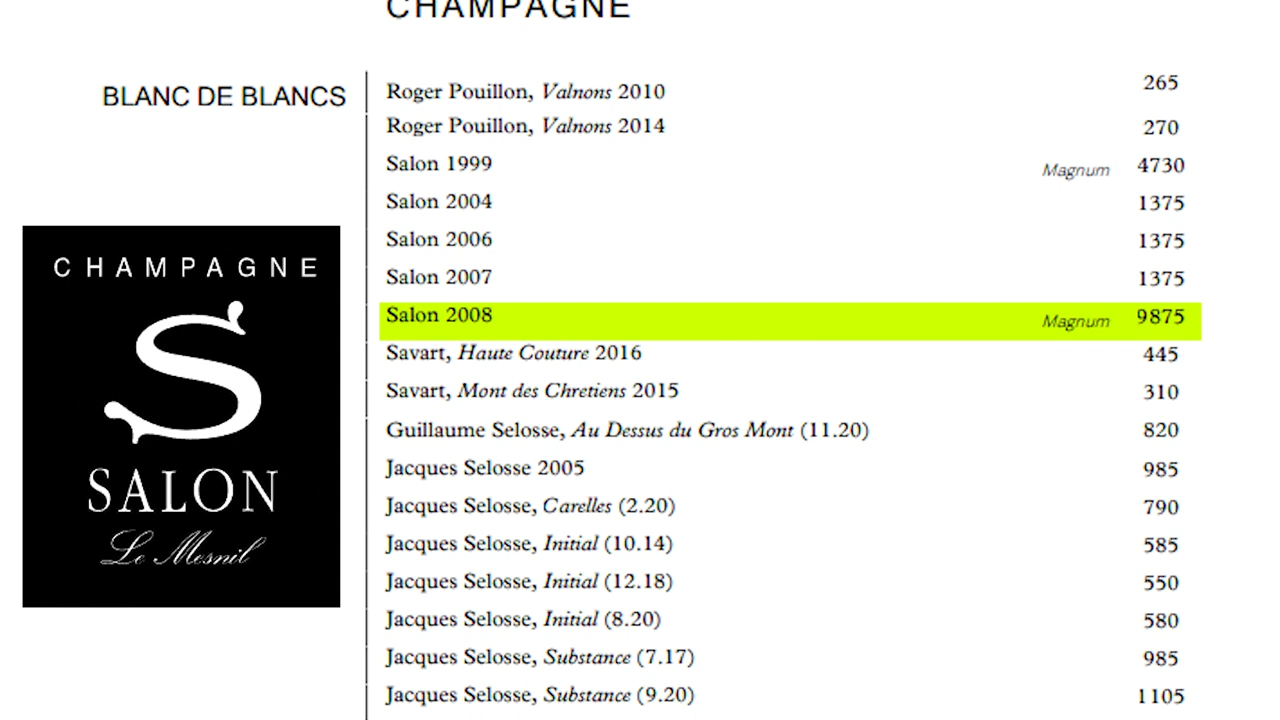 CHAMPAGNE
BLANC DE BLANCS
Roger Pouillon, Valnons 2010 265
Roger Pouillon, Valnons 2014 270
Salon 1999 Magnum 4730
Salon 2004 1375
Salon 2006 1375
Salon 2007 1375
Salon 2008 Magnum 9875
Savart, Haute Couture 2016 445
Savart, Mont des Chretiens 2015 310
Guillaume Selosse, Au Dessus du Gros Mont (11.20) 820
Jacques Selosse 2005 985
Jacques Selosse, Carelles (2.20) 790
Jacques Selosse, Initial (10.14) 585
Jacques Selosse, Initial (12.18) 550
Jacques Selosse, Initial (8.20) 580
Jacques Selosse, Substance (7.17) 985
Jacques Selosse, Substance (9.20) 1105
CHAMPAGNE
S
SALON
Le Mesnil